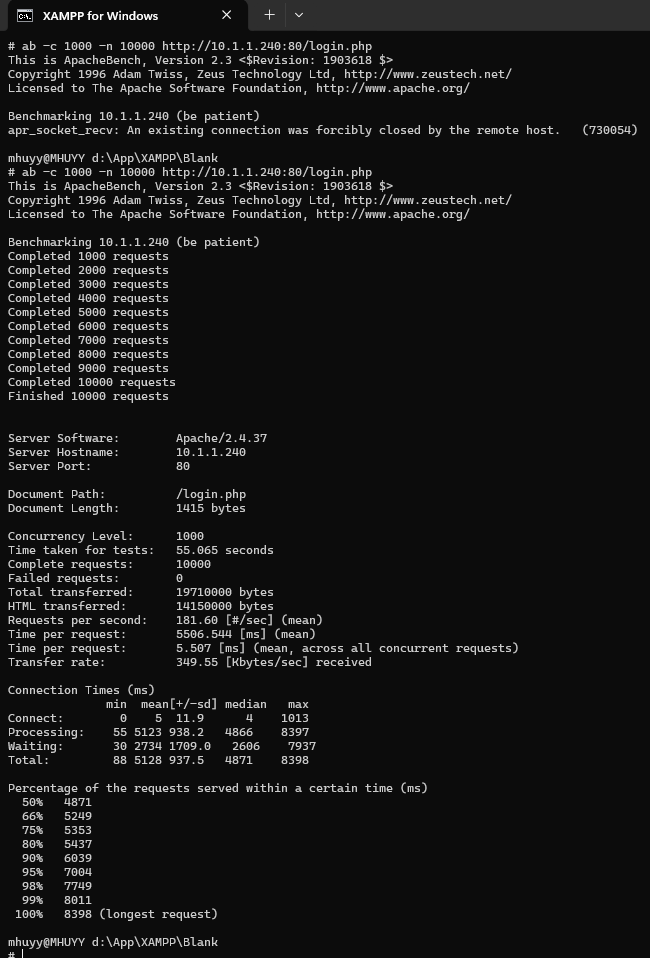 XAMPP for Windows
# ab -c 1000 -n 10000 http://10.1.1.240:80/login.php
This is ApacheBench, Version 2.3 <$Revision: 1903618 $>
Copyright 1996 Adam Twiss, Zeus Technology Ltd, http://www.zeustech.net/
Licensed to The Apache Software Foundation, http://www.apache.org/

Benchmarking 10.1.1.240 (be patient)
apr_socket_recv: An existing connection was forcibly closed by the remote host.   (730054)

mhuyy@MHUYY d:\App\XAMPP\Blank
# ab -c 1000 -n 10000 http://10.1.1.240:80/login.php
This is ApacheBench, Version 2.3 <$Revision: 1903618 $>
Copyright 1996 Adam Twiss, Zeus Technology Ltd, http://www.zeustech.net/
Licensed to The Apache Software Foundation, http://www.apache.org/

Benchmarking 10.1.1.240 (be patient)
Completed 1000 requests
Completed 2000 requests
Completed 3000 requests
Completed 4000 requests
Completed 5000 requests
Completed 6000 requests
Completed 7000 requests
Completed 8000 requests
Completed 9000 requests
Completed 10000 requests
Finished 10000 requests

Server Software:        Apache/2.4.37
Server Hostname:        10.1.1.240
Server Port:            80

Document Path:          /login.php
Document Length:        1415 bytes

Concurrency Level:      1000
Time taken for tests:   55.065 seconds
Complete requests:      10000
Failed requests:        0
Total transferred:      19710000 bytes
HTML transferred:       14150000 bytes
Requests per second:    181.60 [#/sec] (mean)
Time per request:       5506.544 [ms] (mean)
Time per request:       5.507 [ms] (mean, across all concurrent requests)
Transfer rate:          349.55 [Kbytes/sec] received

Connection Times (ms)
              min  mean[+/-sd] median   max
Connect:        0    5  11.9      4    1013
Processing:    55 5123 938.2   4866    8397
Waiting:       30 2734 1709.0   2606    7937
Total:         88 5128 937.5   4871    8398

Percentage of the requests served within a certain time (ms)
  50%   4871
  66%   5249
  75%   5353
  80%   5437
  90%   6039
  95%   7004
  98%   7749
  99%   8011
 100%   8398 (longest request)

mhuyy@MHUYY d:\App\XAMPP\Blank
#